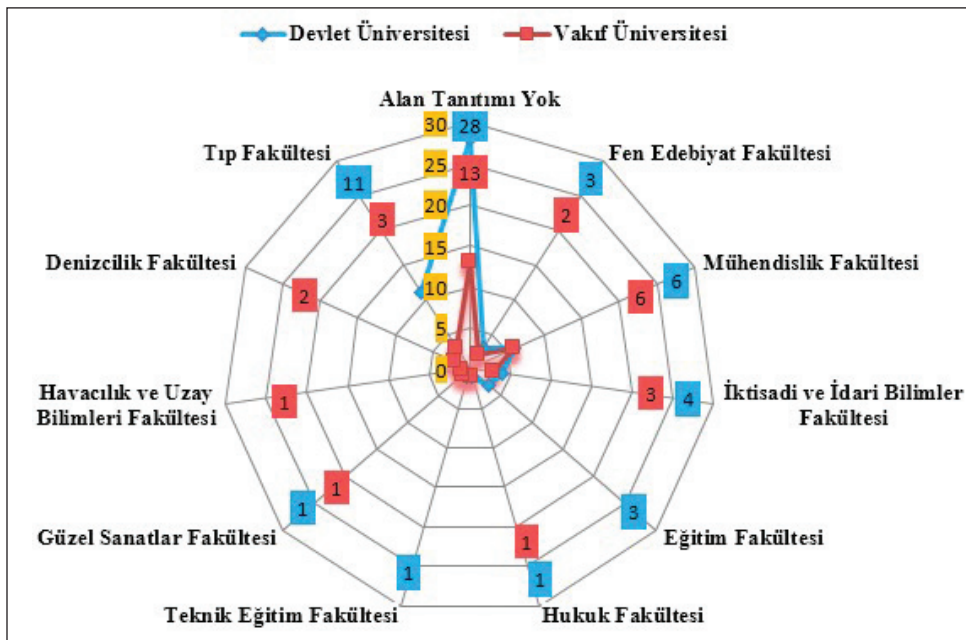 Devlet Üniversitesi Vakıf Üniversitesi
Alan Tanıtımı Yok
30
28
Tıp Fakültesi
Fen Edebiyat Fakültesi
11
25
13
3
3
20
2
Denizcilik Fakültesi
15
Mühendislik Fakültesi
2
10
6
6
5
0
Havacılık ve Uzay
Bilimleri Fakültesi
1
3
4
İktisadi ve İdari Bilimler
Fakültesi
1
1
3
Güzel Sanatlar Fakültesi
Eğitim Fakültesi
1
1
1
Teknik Eğitim Fakültesi
Hukuk Fakültesi